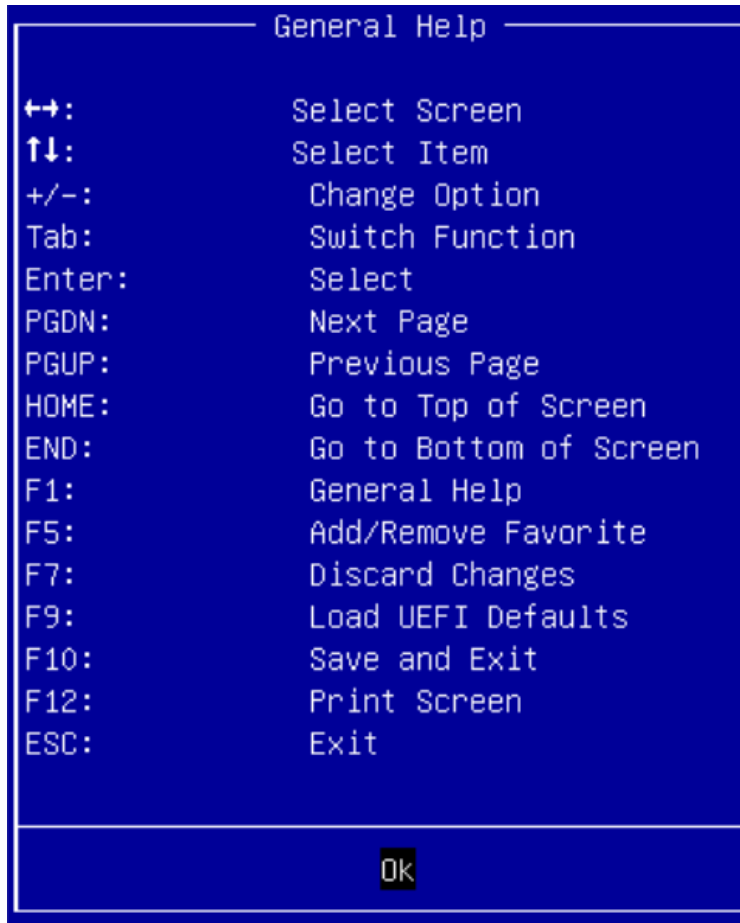 General Help
←→: Select Screen
↑↓: Select Item
+/-: Change Option
Tab: Switch Function
Enter: Select
PGDN: Next Page
PGUP: Previous Page
HOME: Go to Top of Screen
END: Go to Bottom of Screen
F1: General Help
F5: Add/Remove Favorite
F7: Discard Changes
F9: Load UEFI Defaults
F10: Save and Exit
F12: Print Screen
ESC: Exit
Ok